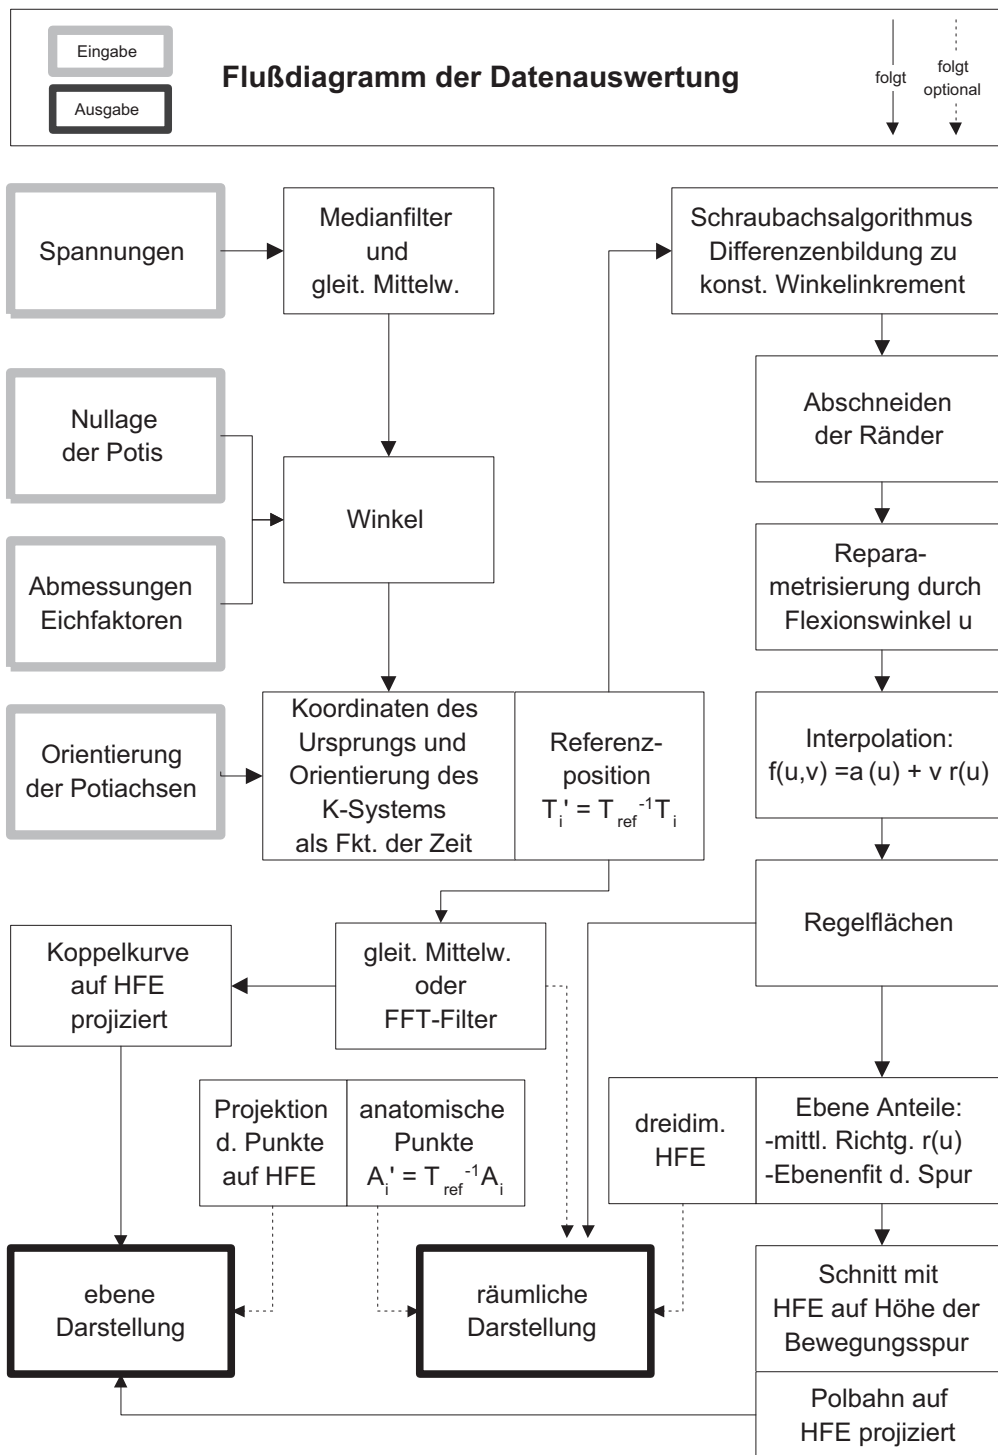 Eingabe
Ausgabe
Flußdiagramm der Datenauswertung
folgt
folgt
optional
Spannungen
Medianfilter
und
gleit. Mittelw.
Schraubachsalgorithmus
Differenzenbildung zu
konst. Winkelinkrement
Nullage
der Potis
Abschneiden
der Ränder
Winkel
Abmessungen
Eichfaktoren
Repara-
metrisierung durch
Flexionswinkel u
Orientierung
der Potiachsen
Koordinaten des
Ursprungs und
Orientierung des
K-Systems
als Fkt. der Zeit
Referenz-
position
T_i' = T_ref^-1 T_i
Interpolation:
f(u,v) =a (u) + v r(u)
Regelflächen
Koppelkurve
auf HFE
projiziert
gleit. Mittelw.
oder
FFT-Filter
Projektion
d. Punkte
auf HFE
anatomische
Punkte
A_i' = T_ref^-1 A_i
dreidim.
HFE
Ebene Anteile:
-mittl. Richtg. r(u)
-Ebenenfit d. Spur
ebene
Darstellung
räumliche
Darstellung
Schnitt mit
HFE auf Höhe der
Bewegungsspur
Polbahn auf
HFE projiziert